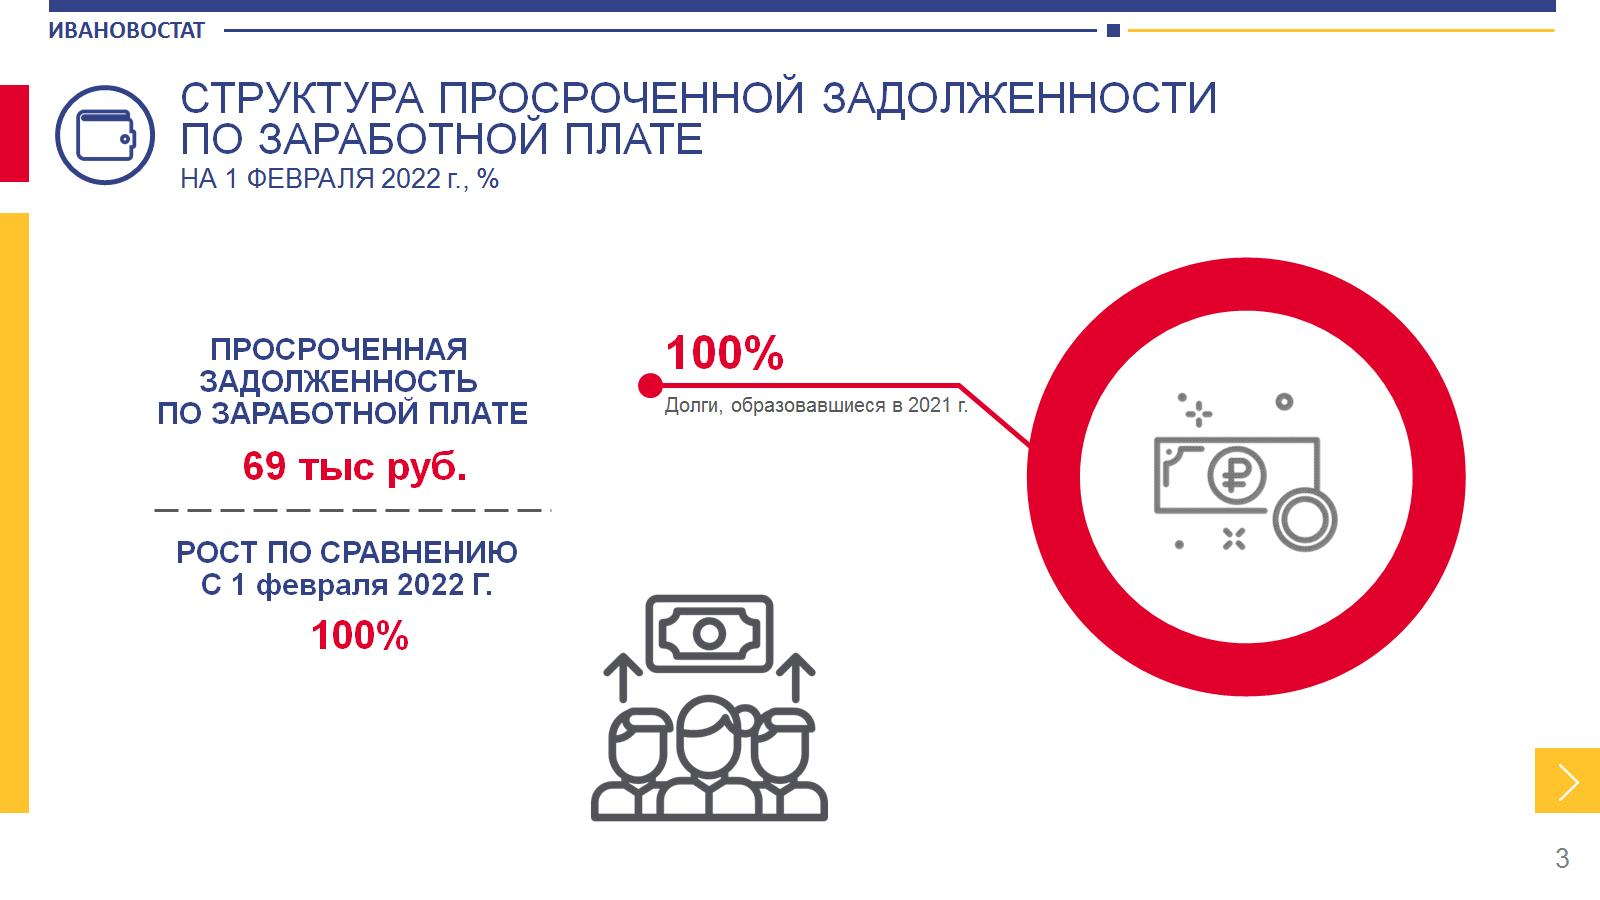 ИВАНОВОСТАТ
СТРУКТУРА ПРОСРОЧЕННОЙ ЗАДОЛЖЕННОСТИ
ПО ЗАРАБОТНОЙ ПЛАТЕ
НА 1 ФЕВРАЛЯ 2022 г., %
ПРОСРОЧЕННАЯ
ЗАДОЛЖЕННОСТЬ
ПО ЗАРАБОТНОЙ ПЛАТЕ
69 тыс руб.
РОСТ ПО СРАВНЕНИЮ
С 1 февраля 2022 Г.
100%
100%
Долги, образовавшиеся в 2021 г.
3